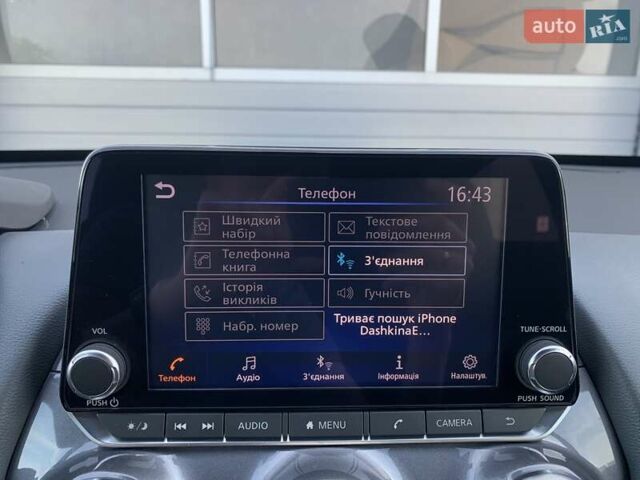 auto RIA.com
Телефон 16:43
Швидкий набір
Текстове повідомлення
Телефонна книга
З'єднання
Історія викликів
Гучність
Набр. номер
Триває пошук iPhone DashkinaE...
Телефон Аудіо З'єднання Інформація Налаштув.
VOL
PUSH
TUNE·SCROLL
PUSH SOUND
AUDIO MENU CAMERA